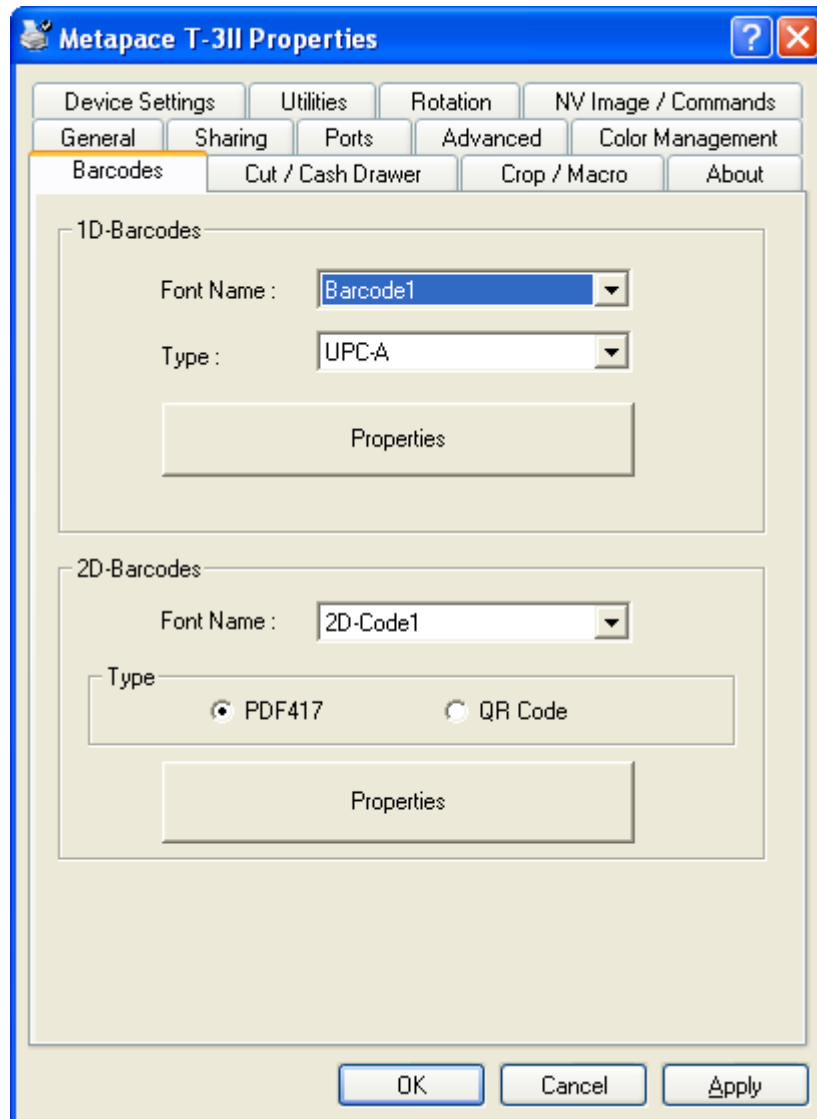 Metapace T-3II Properties
Device Settings Utilities Rotation NV Image / Commands
General Sharing Ports Advanced Color Management
Barcodes Cut / Cash Drawer Crop / Macro About
1D-Barcodes
Font Name : Barcode1
Type : UPC-A
Properties
2D-Barcodes
Font Name : 2D-Code1
Type
PDF417 QR Code
Properties
OK Cancel Apply